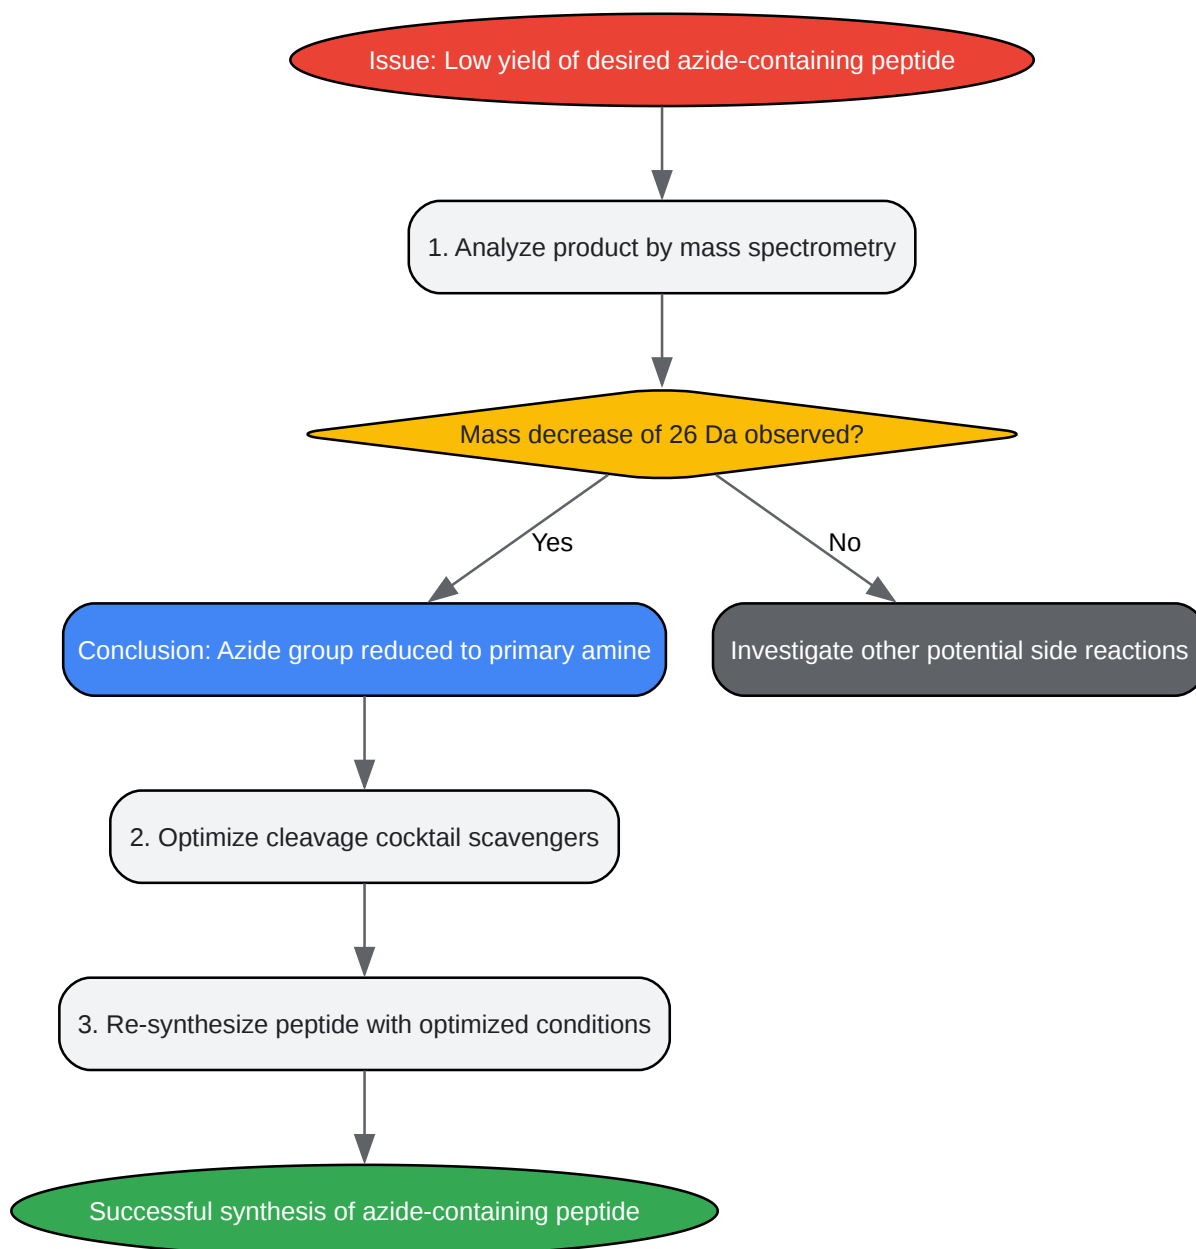 Issue: Low yield of desired azide-containing peptide
1. Analyze product by mass spectrometry
Mass decrease of 26 Da observed?
Yes
No
Conclusion: Azide group reduced to primary amine
Investigate other potential side reactions
2. Optimize cleavage cocktail scavengers
3. Re-synthesize peptide with optimized conditions
Successful synthesis of azide-containing peptide